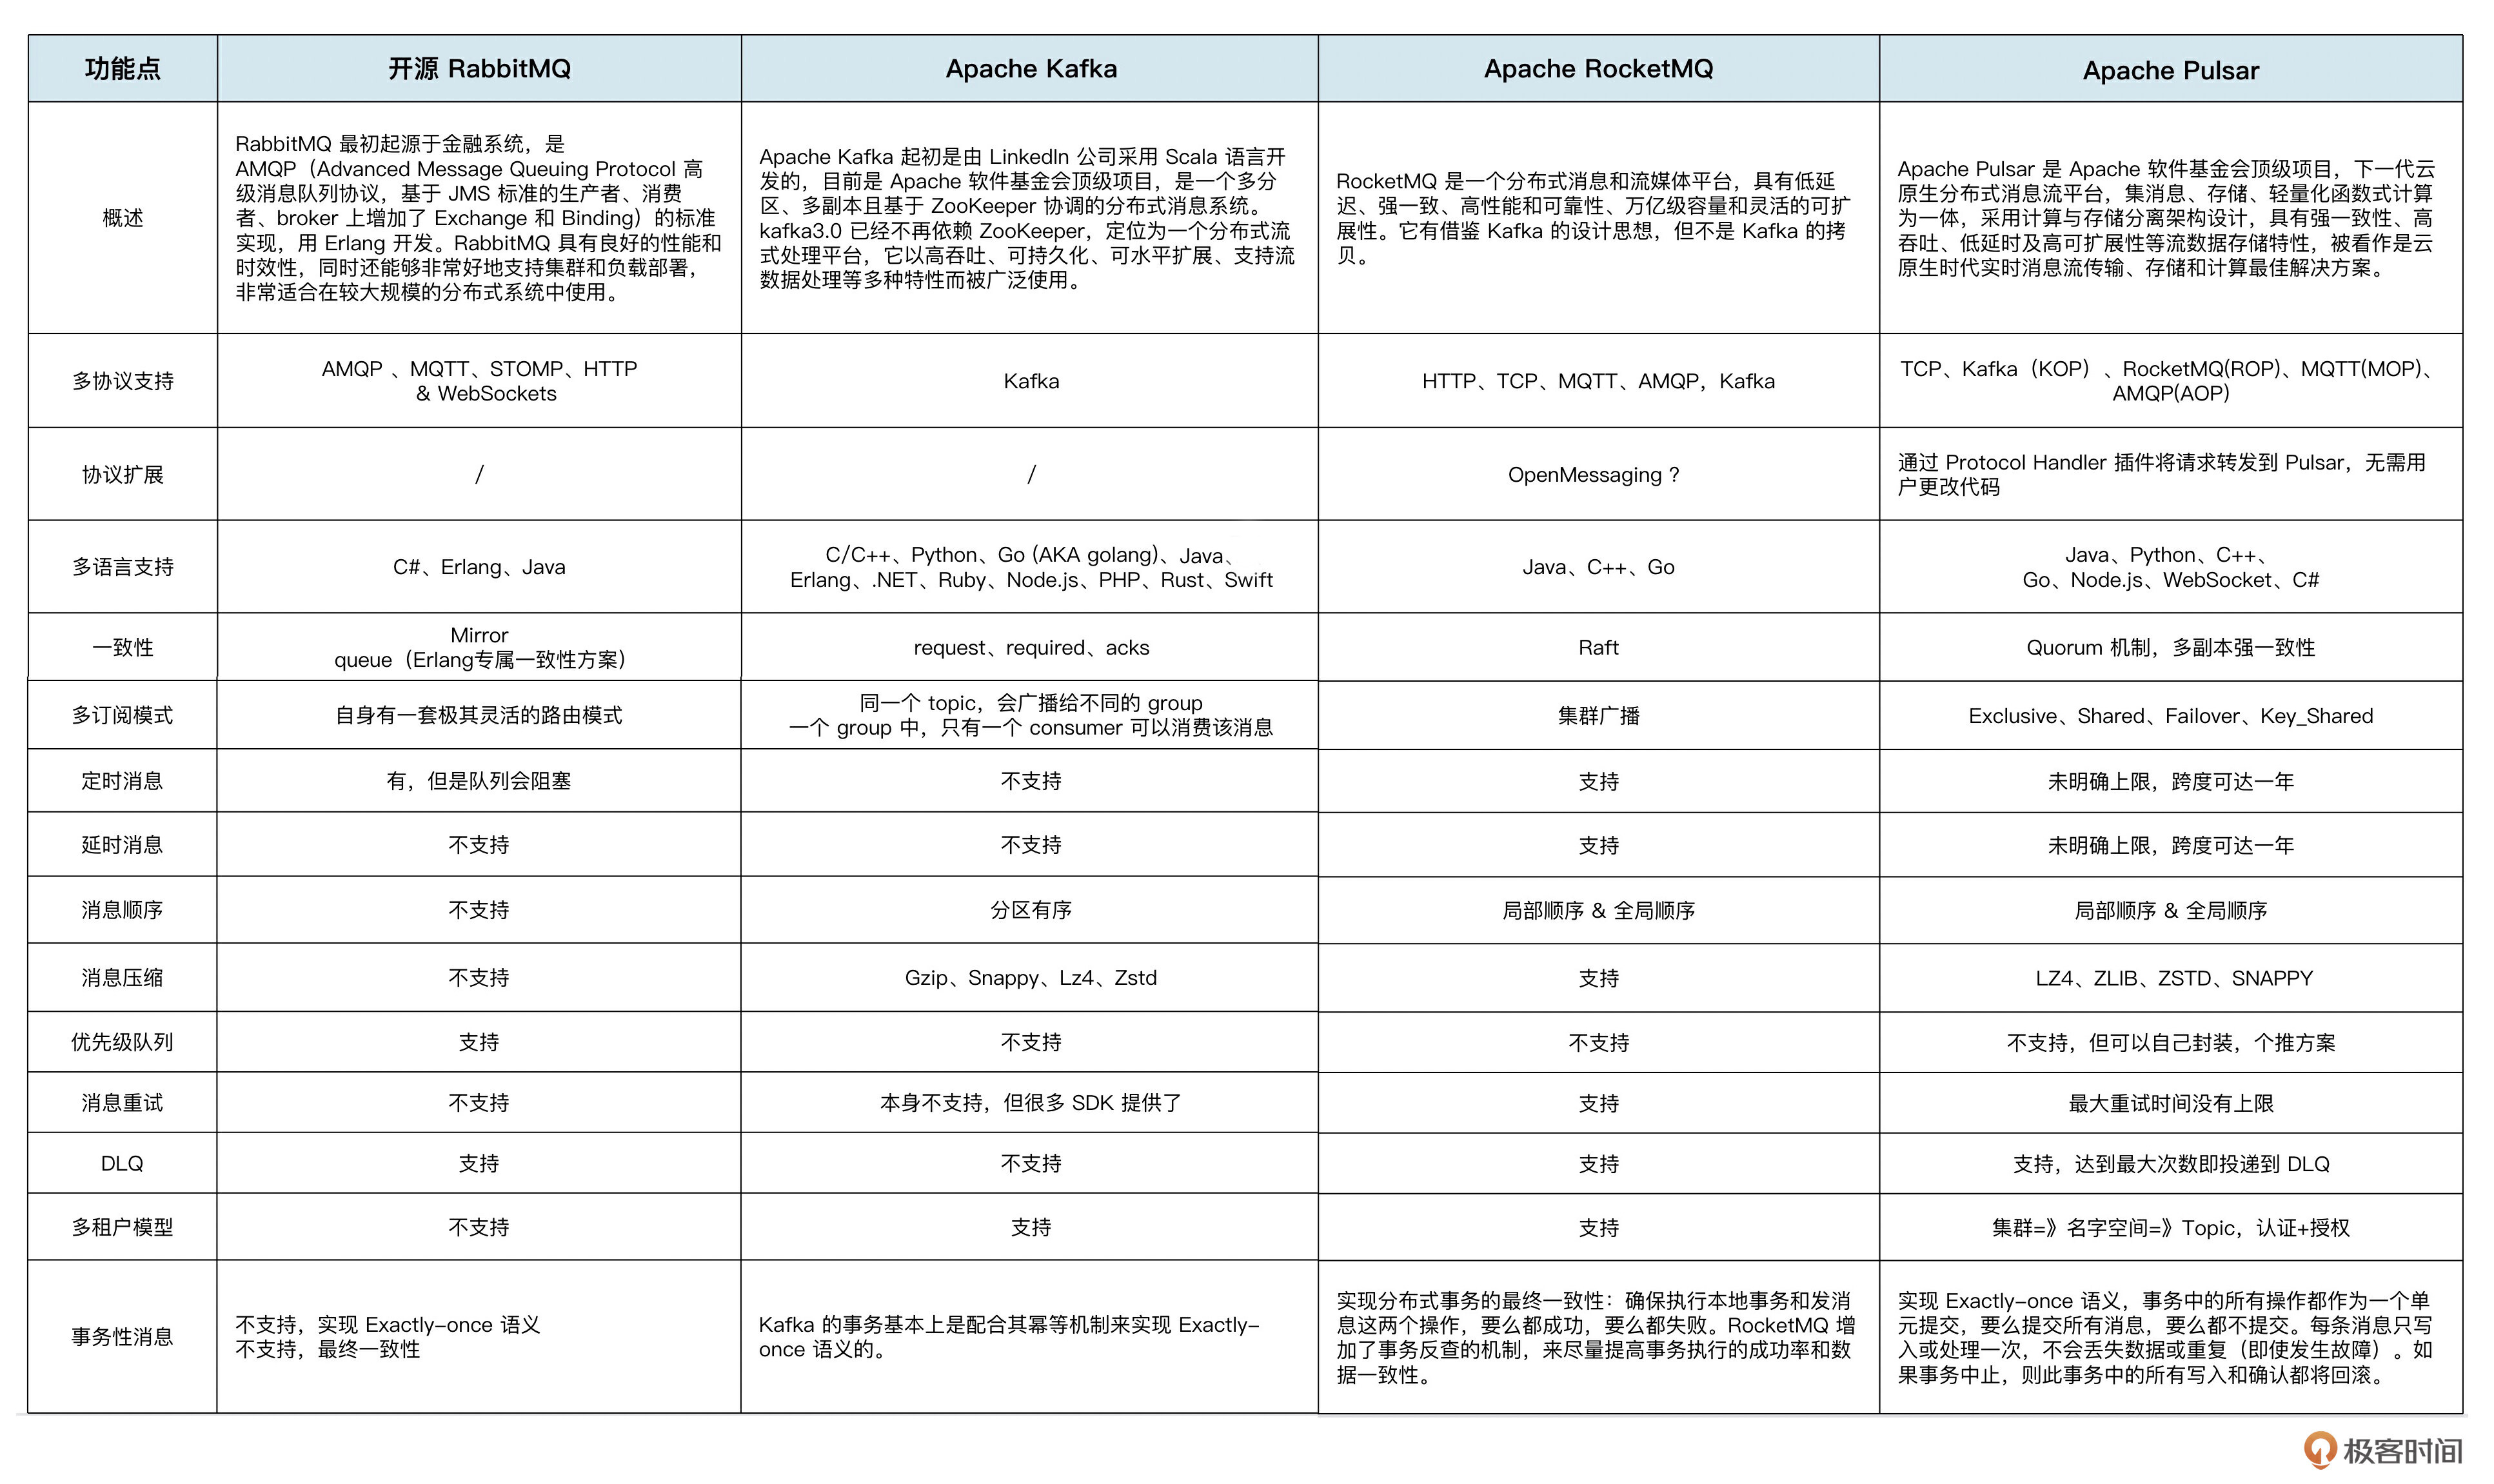 功能点
开源 RabbitMQ
Apache Kafka
Apache RocketMQ
Apache Pulsar
概述
RabbitMQ 最初起源于金融系统，是
AMQP（Advanced Message Queuing Protocol 高
级消息队列协议，基于 JMS 标准的生产者、消费
者、broker 上增加了 Exchange 和 Binding）的标准
实现，用 Erlang 开发。RabbitMQ 具有良好的性能和
时效性，同时还能够非常好地支持集群和负载部署，
非常适合在较大规模的分布式系统中使用。
Apache Kafka 起初是由 LinkedIn 公司采用 Scala 语言开
发的，目前是 Apache 软件基金会顶级项目，是一个多分
区、多副本且基于 ZooKeeper 协调的分布式消息系统。
kafka3.0 已经不再依赖 ZooKeeper，定位为一个分布式流
式处理平台，它以高吞吐、可持久化、可水平扩展、支持流
数据处理等多种特性而被广泛使用。
RocketMQ 是一个分布式消息和流媒体平台，具有低延
迟、强一致、高性能和可靠性、万亿级容量和灵活的可扩
展性。它有借鉴 Kafka 的设计思想，但不是 Kafka 的拷
贝。
Apache Pulsar 是 Apache 软件基金会顶级项目，下一代云
原生分布式消息流平台，集消息、存储、轻量化函数式计算
为一体，采用计算与存储分离架构设计，具有强一致性、高
吞吐、低延时及高可扩展性等流数据存储特性，被看作是云
原生时代实时消息流传输、存储和计算最佳解决方案。
多协议支持
AMQP 、MQTT、STOMP、HTTP
& WebSockets
Kafka
HTTP、TCP、MQTT、AMQP，Kafka
TCP、Kafka（KOP）、RocketMQ(ROP)、MQTT(MOP)、
AMQP(AOP)
协议扩展
/
/
OpenMessaging ?
通过 Protocol Handler 插件将请求转发到 Pulsar，无需用
户更改代码
多语言支持
C#、Erlang、Java
C/C++、Python、Go (AKA golang)、Java、
Erlang、.NET、Ruby、Node.js、PHP、Rust、Swift
Java、C++、Go
Java、Python、C++、
Go、Node.js、WebSocket、C#
一致性
Mirror
queue（Erlang专属一致性方案）
request、required、acks
Raft
Quorum 机制，多副本强一致性
多订阅模式
自身有一套极其灵活的路由模式
同一个 topic，会广播给不同的 group
一个 group 中，只有一个 consumer 可以消费该消息
集群广播
Exclusive、Shared、Failover、Key_Shared
定时消息
有，但是队列会阻塞
不支持
支持
未明确上限，跨度可达一年
延时消息
不支持
不支持
支持
未明确上限，跨度可达一年
消息顺序
不支持
分区有序
局部顺序 & 全局顺序
局部顺序 & 全局顺序
消息压缩
不支持
Gzip、Snappy、Lz4、Zstd
支持
LZ4、ZLIB、ZSTD、SNAPPY
优先级队列
支持
不支持
不支持
不支持，但可以自己封装，个推方案
消息重试
不支持
本身不支持，但很多 SDK 提供了
支持
最大重试时间没有上限
DLQ
支持
不支持
支持
支持，达到最大次数即投递到 DLQ
多租户模型
不支持
支持
支持
集群=》名字空间=》Topic，认证+授权
事务性消息
不支持，实现 Exactly-once 语义
不支持，最终一致性
Kafka 的事务基本上是配合其幂等机制来实现 Exactly-
once 语义的。
实现分布式事务的最终一致性：确保执行本地事务和发消
息这两个操作，要么都成功，要么都失败。RocketMQ 增
加了事务反查的机制，来尽量提高事务执行的成功率和数
据一致性。
实现 Exactly-once 语义，事务中的所有操作都作为一个单
元提交，要么提交所有消息，要么都不提交。每条消息只写
入或处理一次，不会丢失数据或重复（即使发生故障）。如
果事务中止，则此事务中的所有写入和确认都将回滚。
极客时间